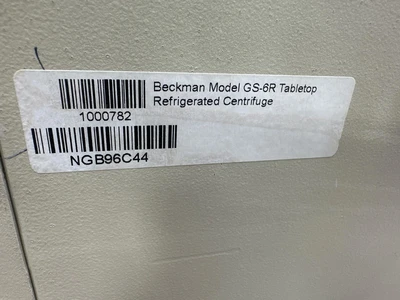 Beckman Model GS-6R Tabletop
Refrigerated Centrifuge
1000782
NGB96C44